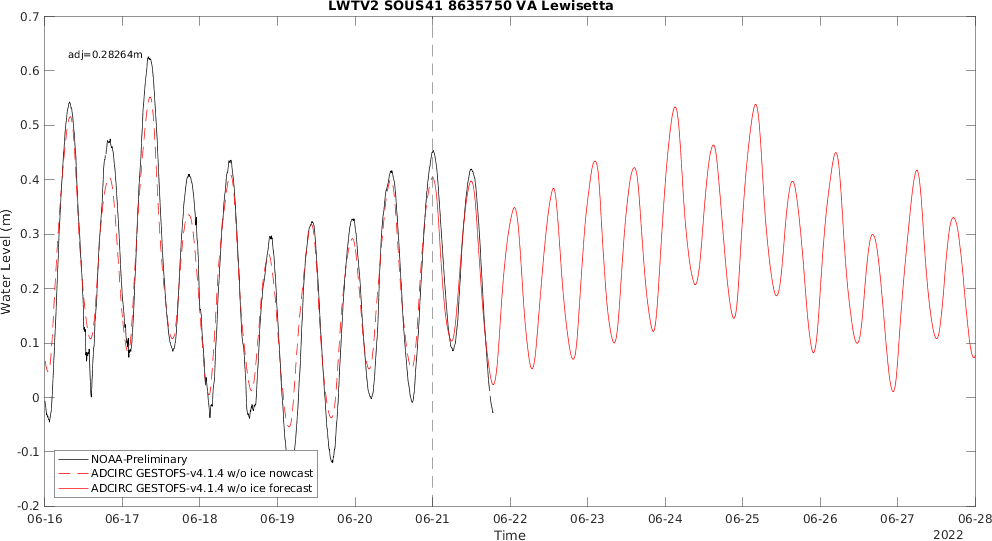 LWTV2 SOUS41 8635750 VA Lewisetta
0.7
adj=0.28264m
0.6
0.5
0.4
0.3
0.2
0.1
0
-0.1
-0.2
Water Level (m)
NOAA-Preliminary
ADCIRC GESTOFS-v4.1.4 w/o ice nowcast
ADCIRC GESTOFS-v4.1.4 w/o ice forecast
06-16 06-17 06-18 06-19 06-20 06-21 06-22 06-23 06-24 06-25 06-26 06-27 06-28
Time 2022